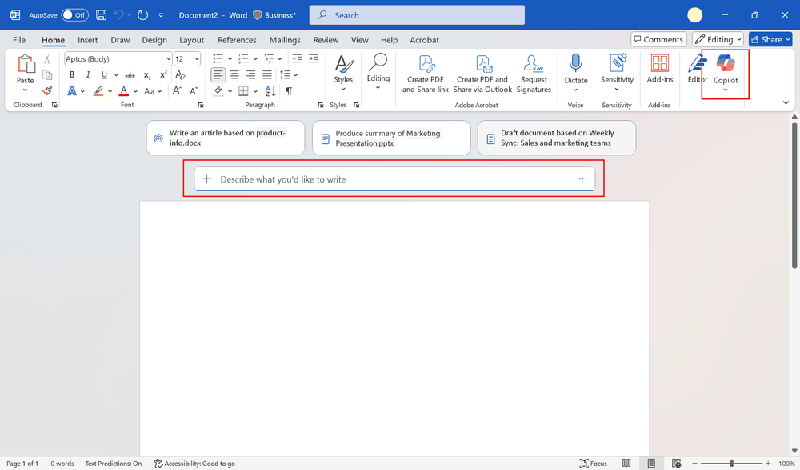 AutoSave Off Document2 - Word Business* Search
File Home Insert Draw Design Layout References Mailings Review View Help Acrobat Comments Editing Share
Aptos (Body) 12
Paste B I U ab x₂ x² A
A A Aa A A
Styles Editing Create PDF and Share link Create PDF and Share via Outlook Request Signatures Dictate Sensitivity Add-ins Editor Copilot
Clipboard Font Paragraph Styles Adobe Acrobat Voice Sensitivity Add-ins
Write an article based on product-
info.docx
Produce summary of Marketing
Presentation.pptx
Draft document based on Weekly
Sync: Sales and marketing teams
Describe what you'd like to write
Page 1 of 1 0 words Text Predictions: On Accessibility: Good to go Focus 100%